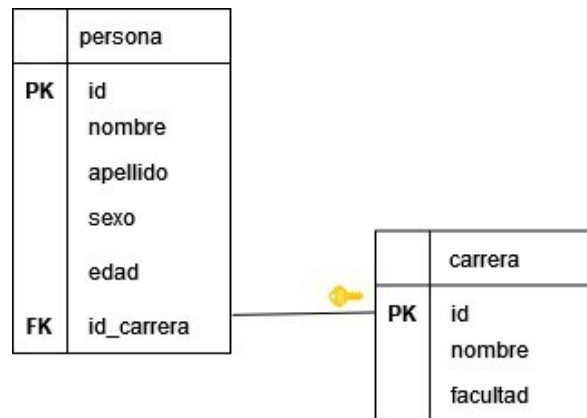 persona
PK id
nombre
apellido
sexo
edad
FK id_carrera
carrera
PK id
nombre
facultad